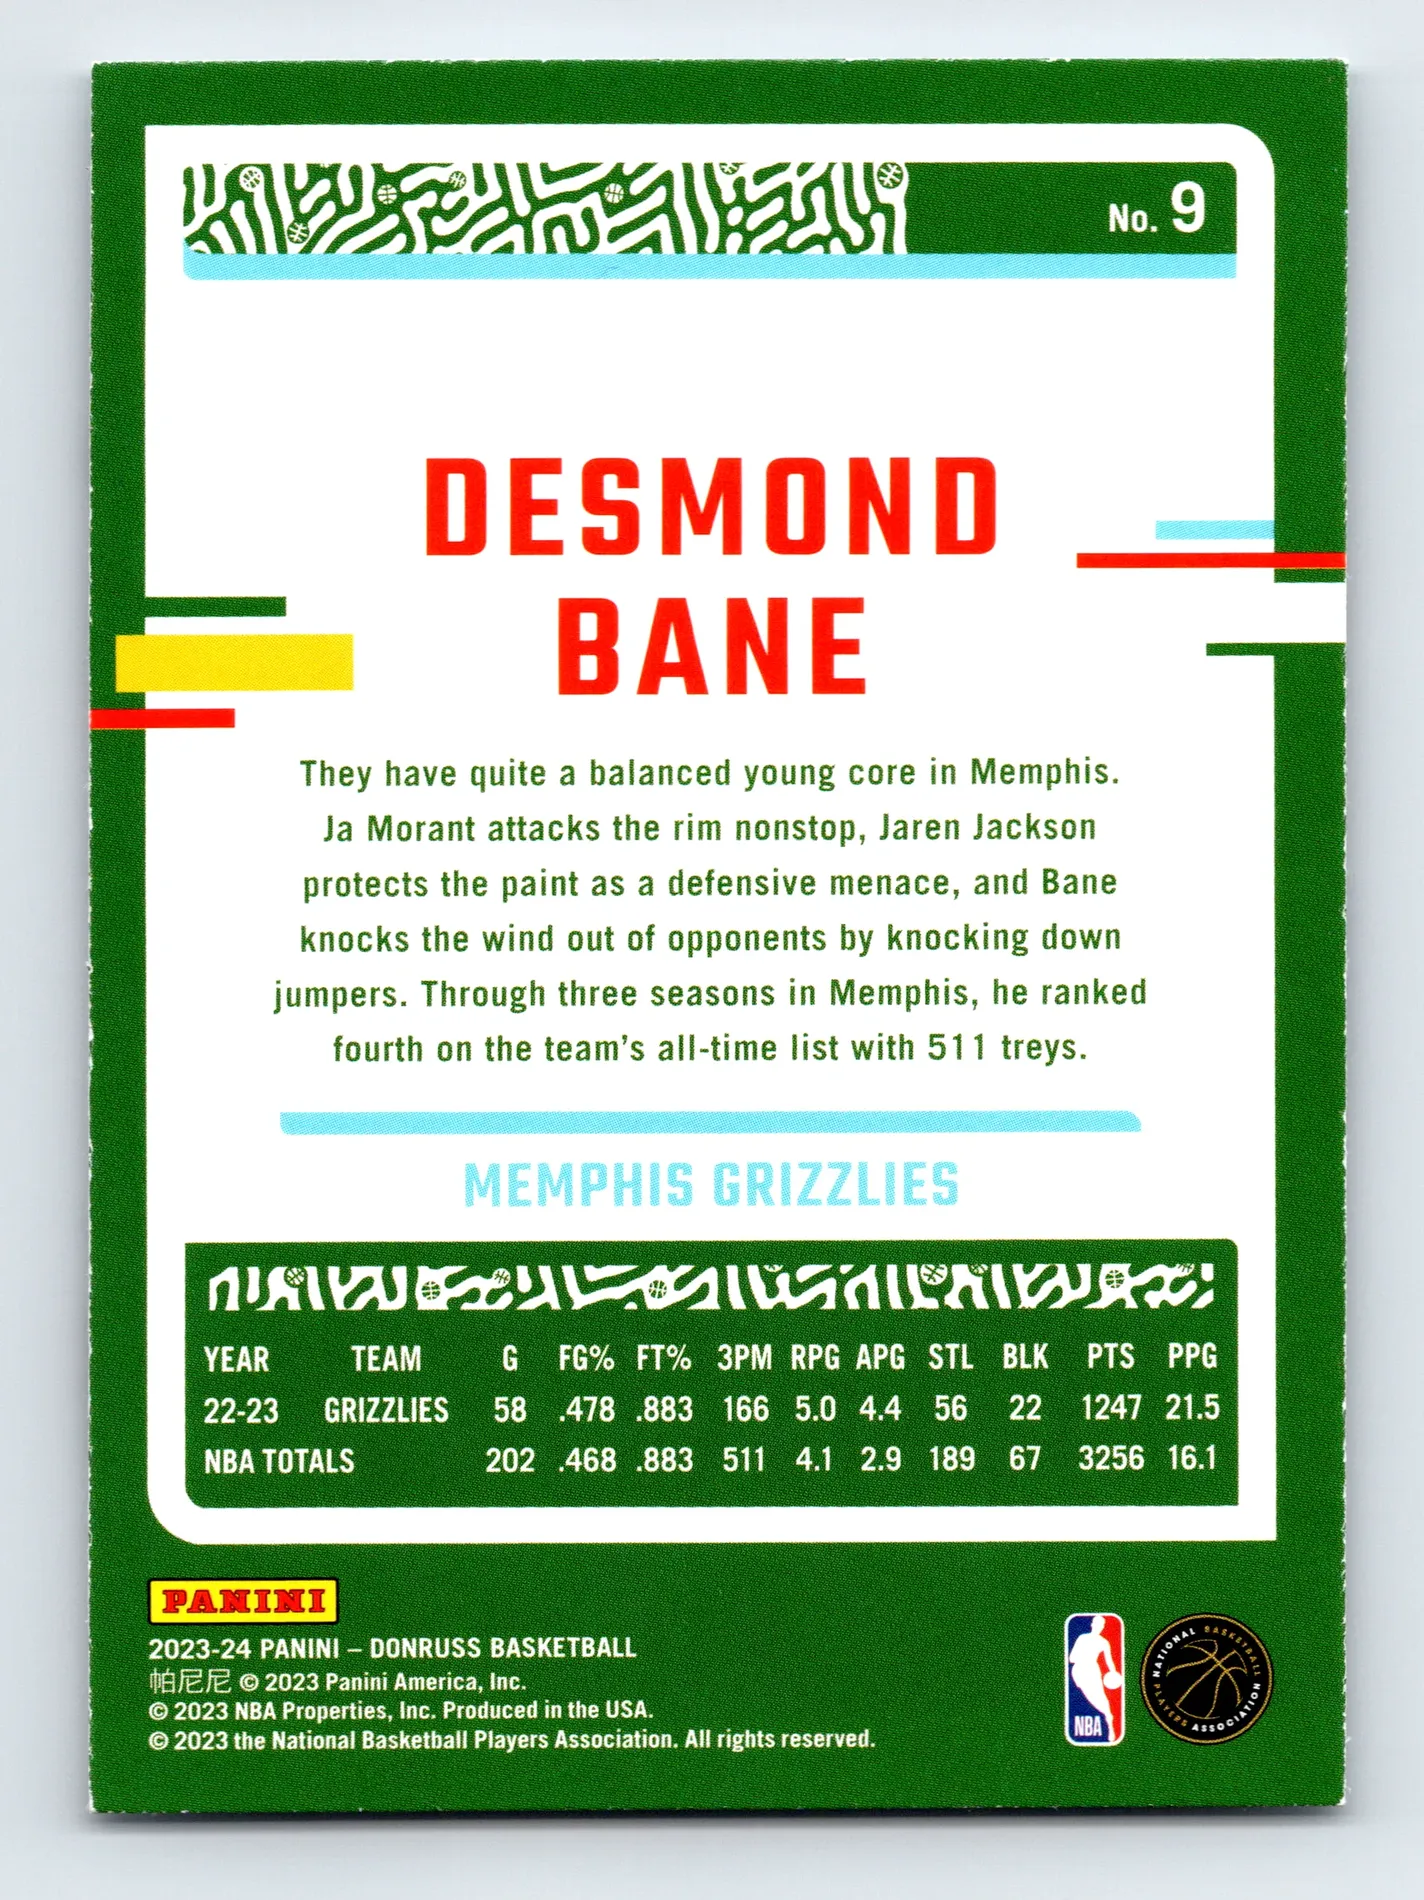 No. 9
DESMOND
BANE
They have quite a balanced young core in Memphis.
Ja Morant attacks the rim nonstop, Jaren Jackson
protects the paint as a defensive menace, and Bane
knocks the wind out of opponents by knocking down
jumpers. Through three seasons in Memphis, he ranked
fourth on the team's all-time list with 511 treys.
MEMPHIS GRIZZLIES
YEAR TEAM G FG% FT% 3PM RPG APG STL BLK PTS PPG
22-23 GRIZZLIES 58 .478 .883 166 5.0 4.4 56 22 1247 21.5
NBA TOTALS 202 .468 .883 511 4.1 2.9 189 67 3256 16.1
PANINI
2023-24 PANINI – DONRUSS BASKETBALL
帕尼尼 © 2023 Panini America, Inc.
© 2023 NBA Properties, Inc. Produced in the USA.
© 2023 the National Basketball Players Association. All rights reserved.
NBA
NATIONAL BASKETBALL PLAYERS ASSOCIATION